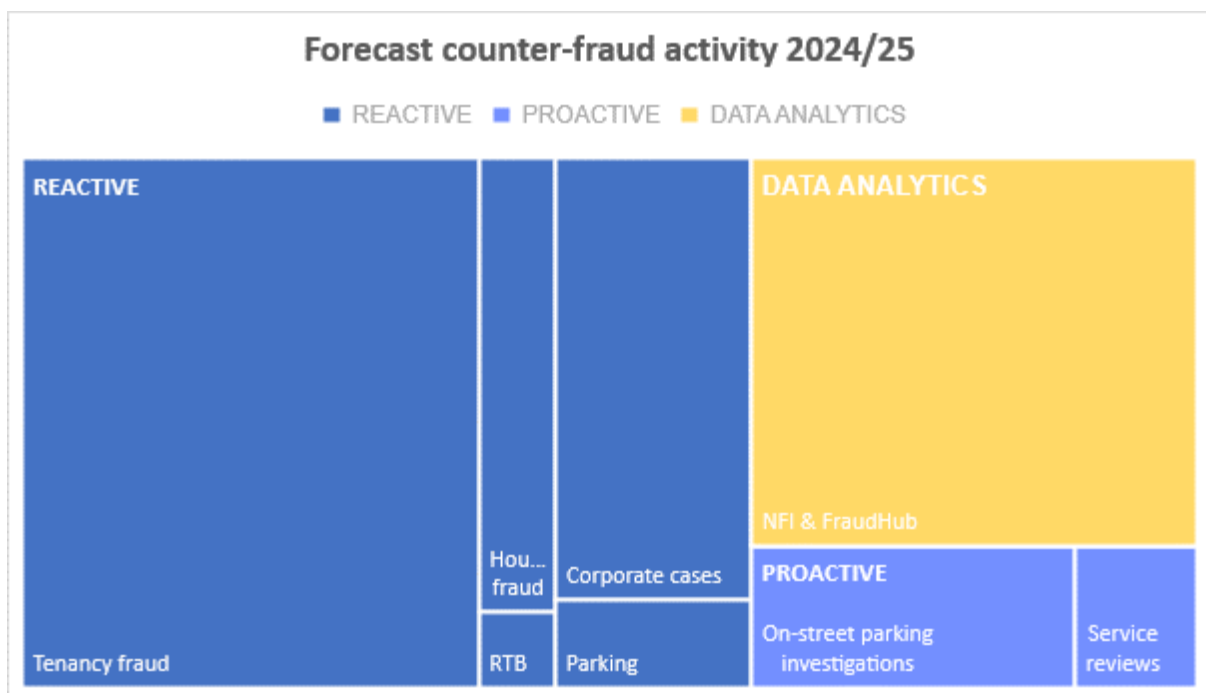 Forecast counter-fraud activity 2024/25
REACTIVE PROACTIVE DATA ANALYTICS
REACTIVE
Tenancy fraud
Hou...
fraud
RTB
Corporate cases
Parking
DATA ANALYTICS
NFI & FraudHub
PROACTIVE
On-street parking
investigations
Service
reviews